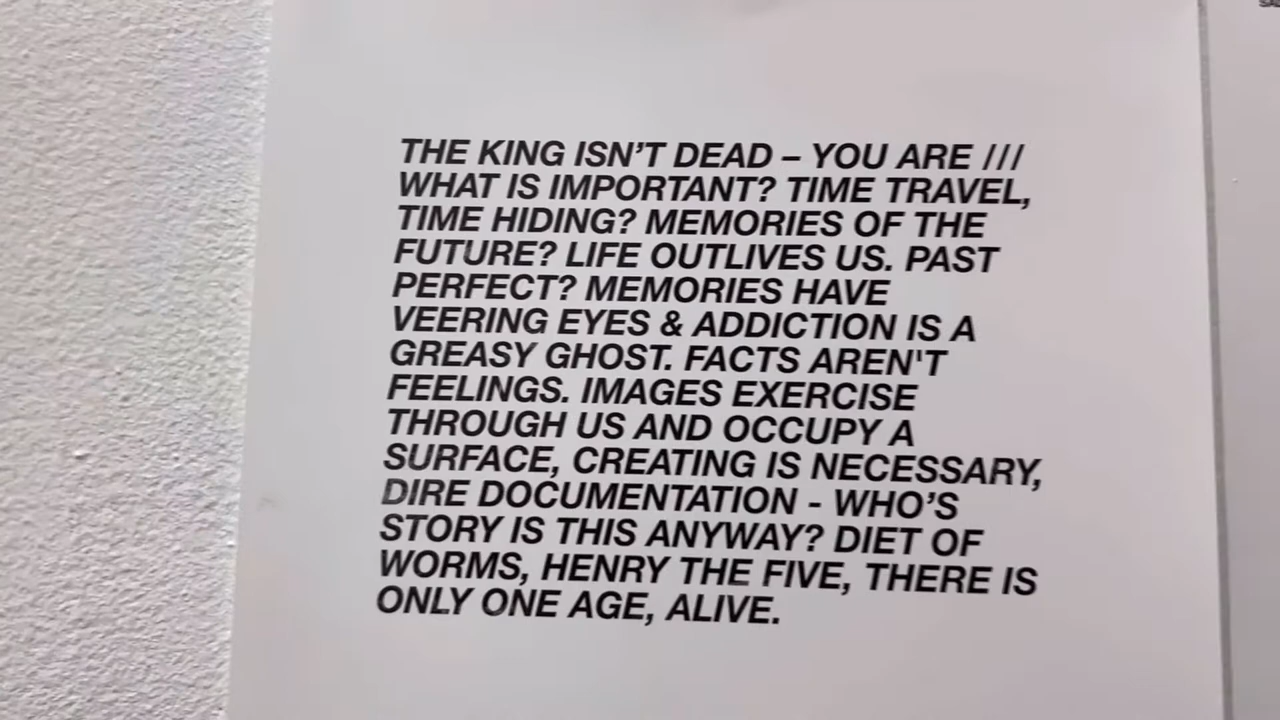 THE KING ISN’T DEAD – YOU ARE ///
WHAT IS IMPORTANT? TIME TRAVEL,
TIME HIDING? MEMORIES OF THE
FUTURE? LIFE OUTLIVES US. PAST
PERFECT? MEMORIES HAVE
VEERING EYES & ADDICTION IS A
GREASY GHOST. FACTS AREN'T
FEELINGS. IMAGES EXERCISE
THROUGH US AND OCCUPY A
SURFACE, CREATING IS NECESSARY,
DIRE DOCUMENTATION - WHO’S
STORY IS THIS ANYWAY? DIET OF
WORMS, HENRY THE FIVE, THERE IS
ONLY ONE AGE, ALIVE.